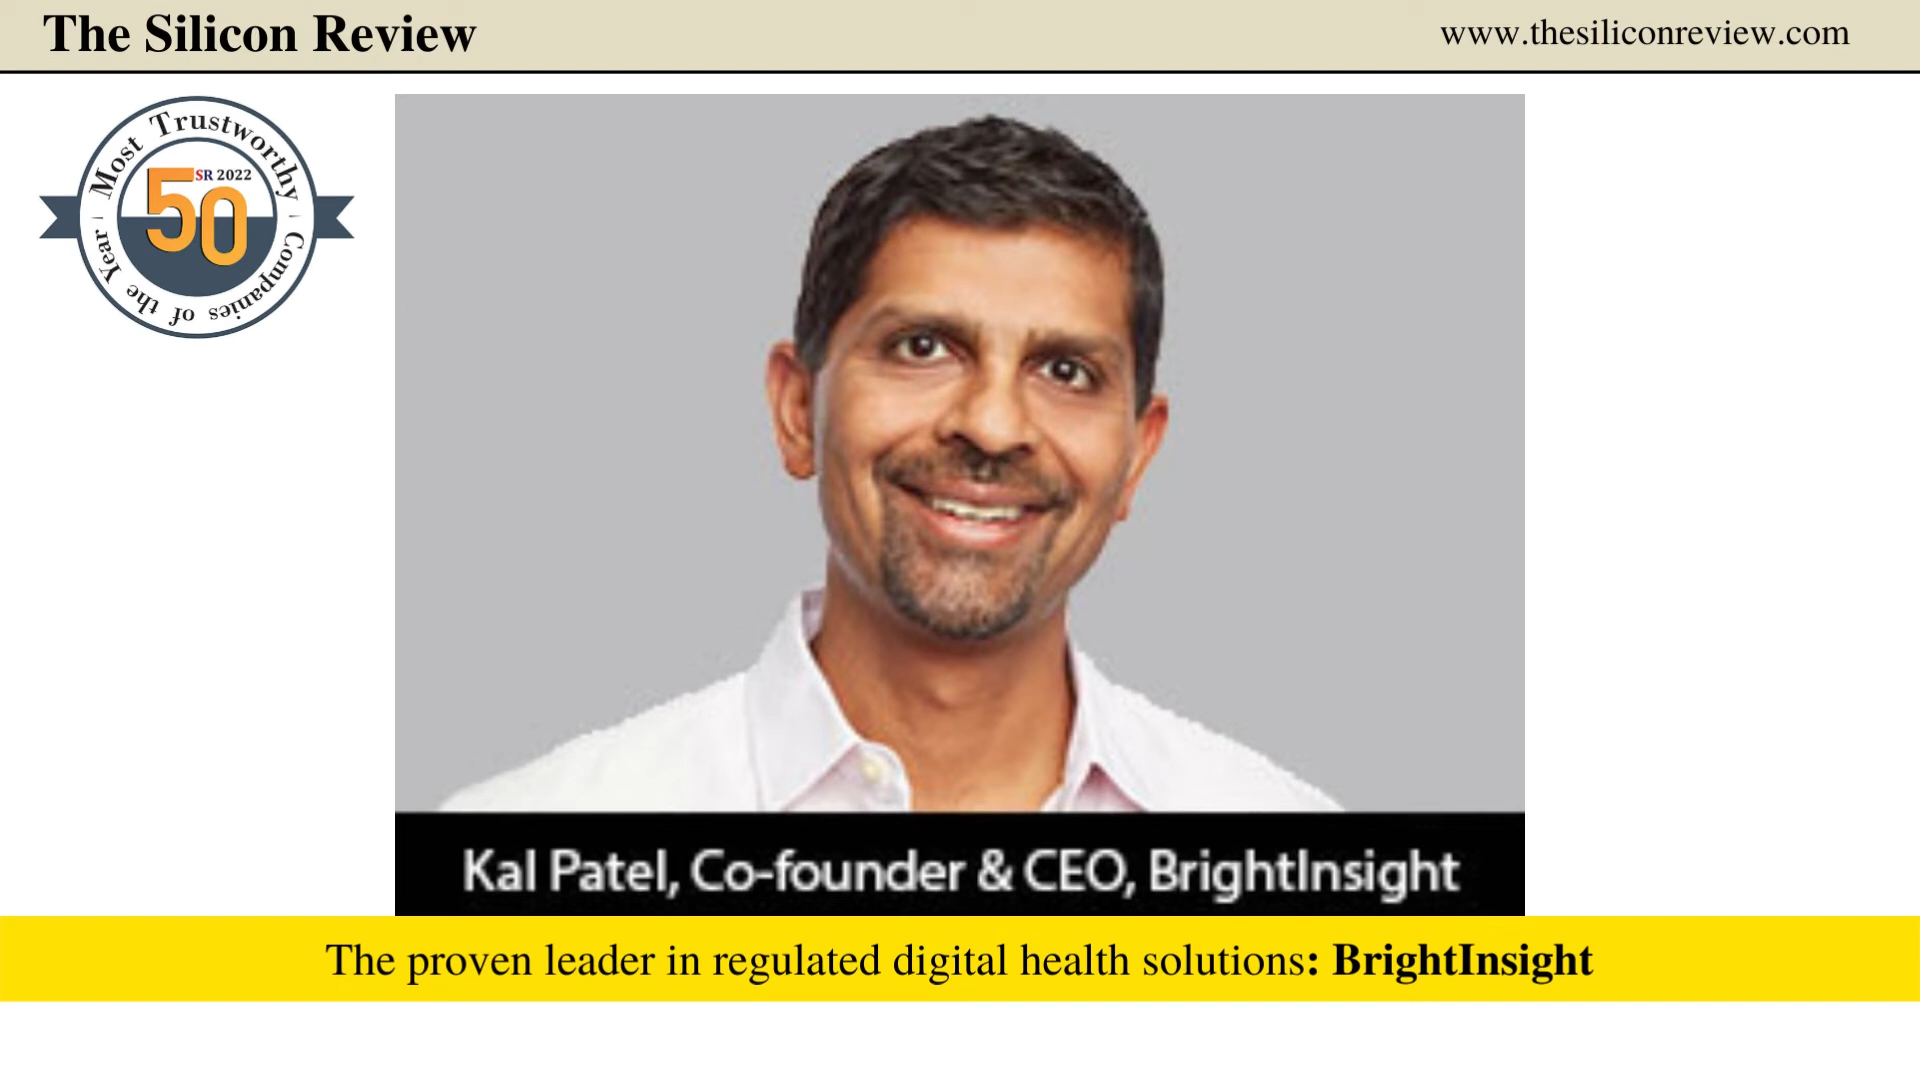 The Silicon Review
www.thesiliconreview.com
Most Trustworthy Companies of the Year
SR 2022
50
Kal Patel, Co-founder & CEO, BrightInsight
The proven leader in regulated digital health solutions: BrightInsight